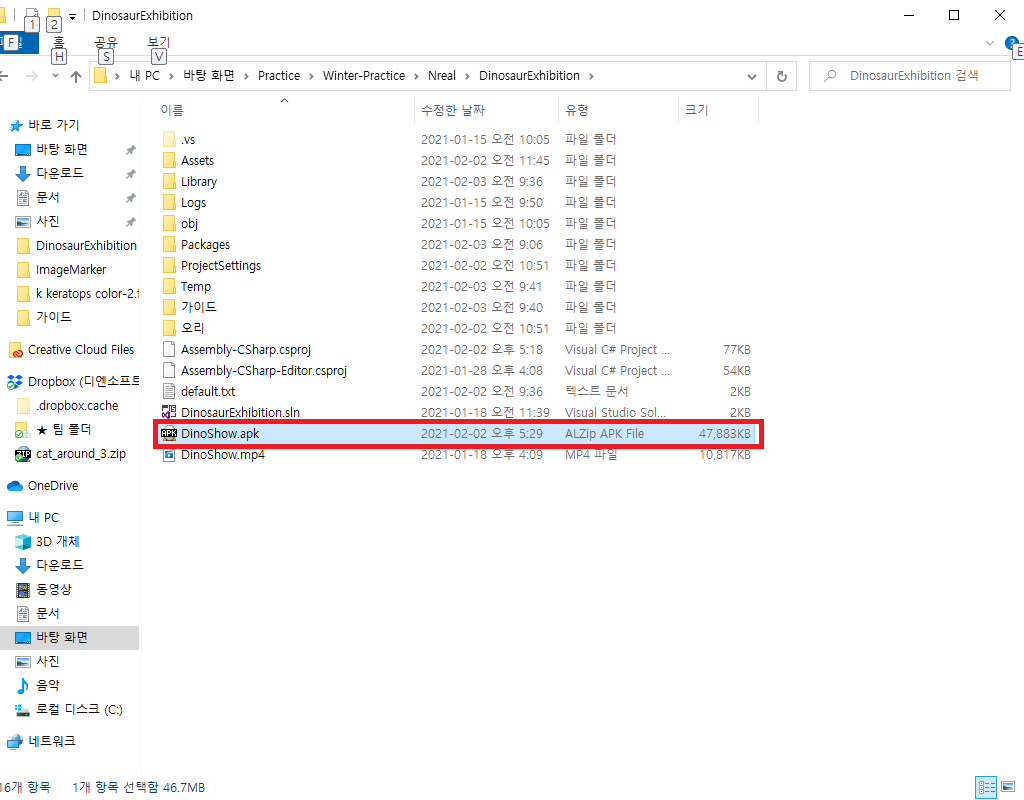 1 2 DinosaurExhibition
F 홈 공유 보기
H S V E
내 PC 바탕 화면 Practice Winter-Practice Nreal DinosaurExhibition
DinosaurExhibition 검색
이름 수정한 날짜 유형 크기
바로 가기
바탕 화면
다운로드
문서
사진
DinosaurExhibition
ImageMarker
k keratops color-2.f
가이드
Creative Cloud Files
Dropbox (디엔소프트
.dropbox.cache
★ 팀 폴더
cat_around_3.zip
OneDrive
내 PC
3D 개체
다운로드
동영상
문서
바탕 화면
사진
음악
로컬 디스크 (C:)
네트워크
.vs 2021-01-15 오전 10:05 파일 폴더
Assets 2021-02-02 오전 11:45 파일 폴더
Library 2021-02-03 오전 9:36 파일 폴더
Logs 2021-01-15 오전 9:50 파일 폴더
obj 2021-01-15 오전 10:05 파일 폴더
Packages 2021-02-03 오전 9:06 파일 폴더
ProjectSettings 2021-02-02 오전 10:51 파일 폴더
Temp 2021-02-03 오전 9:41 파일 폴더
가이드 2021-02-03 오전 9:40 파일 폴더
오리 2021-02-02 오전 10:51 파일 폴더
Assembly-CSharp.csproj 2021-02-02 오후 5:18 Visual C# Project ... 77KB
Assembly-CSharp-Editor.csproj 2021-01-28 오후 4:08 Visual C# Project ... 54KB
default.txt 2021-02-02 오전 9:36 텍스트 문서 2KB
DinosaurExhibition.sln 2021-01-18 오전 11:39 Visual Studio Sol... 2KB
DinoShow.apk 2021-02-02 오후 5:29 ALZip APK File 47,883KB
DinoShow.mp4 2021-01-18 오후 4:09 MP4 파일 10,817KB
16개 항목 1개 항목 선택함 46.7MB